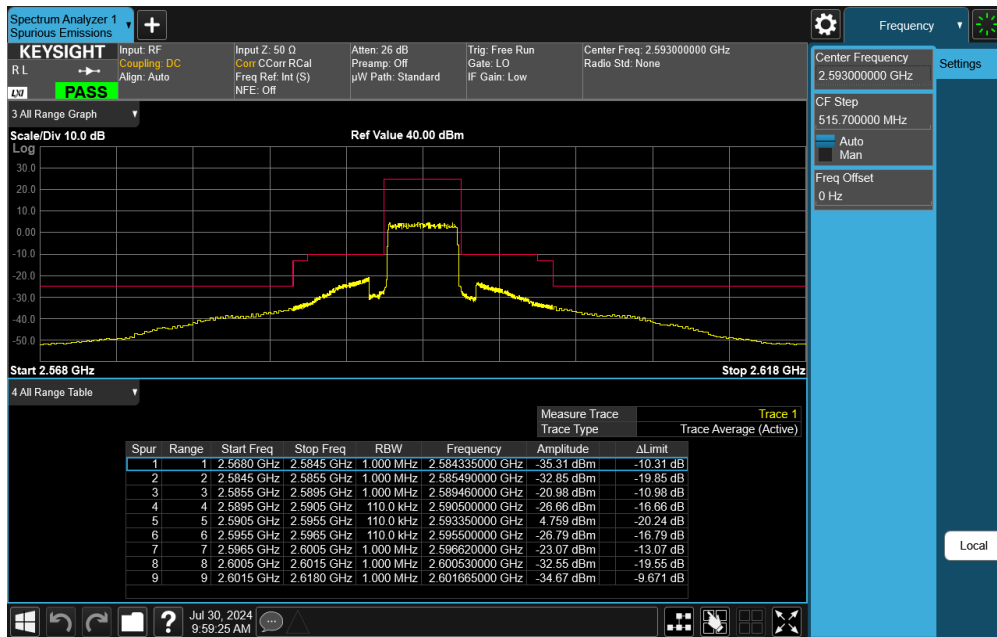 Spectrum Analyzer 1
Spurious Emissions
Frequency
KEYSIGHT
R L
LXI
PASS
Input: RF
Coupling: DC
Align: Auto
Input Z: 50 Ω
Corr CCorr RCal
Freq Ref: Int (S)
NFE: Off
Atten: 26 dB
Preamp: Off
µW Path: Standard
Trig: Free Run
Gate: LO
IF Gain: Low
Center Freq: 2.593000000 GHz
Radio Std: None
Center Frequency
2.593000000 GHz
Settings
CF Step
515.700000 MHz
Auto
Man
Freq Offset
0 Hz
3 All Range Graph
Scale/Div 10.0 dB Ref Value 40.00 dBm
Log
30.0
20.0
10.0
0.00
-10.0
-20.0
-30.0
-40.0
-50.0
Start 2.568 GHz Stop 2.618 GHz
4 All Range Table
Measure Trace Trace 1
Trace Type Trace Average (Active)
Spur Range Start Freq Stop Freq RBW Frequency Amplitude ΔLimit
1 1 2.5680 GHz 2.5845 GHz 1.000 MHz 2.584335000 GHz -35.31 dBm -10.31 dB
2 2 2.5845 GHz 2.5855 GHz 1.000 MHz 2.585490000 GHz -32.85 dBm -19.85 dB
3 3 2.5855 GHz 2.5895 GHz 1.000 MHz 2.589460000 GHz -20.98 dBm -10.98 dB
4 4 2.5895 GHz 2.5905 GHz 110.0 kHz 2.590500000 GHz -26.66 dBm -16.66 dB
5 5 2.5905 GHz 2.5955 GHz 110.0 kHz 2.593350000 GHz 4.759 dBm -20.24 dB
6 6 2.5955 GHz 2.5965 GHz 110.0 kHz 2.595500000 GHz -26.79 dBm -16.79 dB
7 7 2.5965 GHz 2.6005 GHz 1.000 MHz 2.596620000 GHz -23.07 dBm -13.07 dB
8 8 2.6005 GHz 2.6015 GHz 1.000 MHz 2.600530000 GHz -32.55 dBm -19.55 dB
9 9 2.6015 GHz 2.6180 GHz 1.000 MHz 2.601665000 GHz -34.67 dBm -9.671 dB
Local
Jul 30, 2024
9:59:25 AM